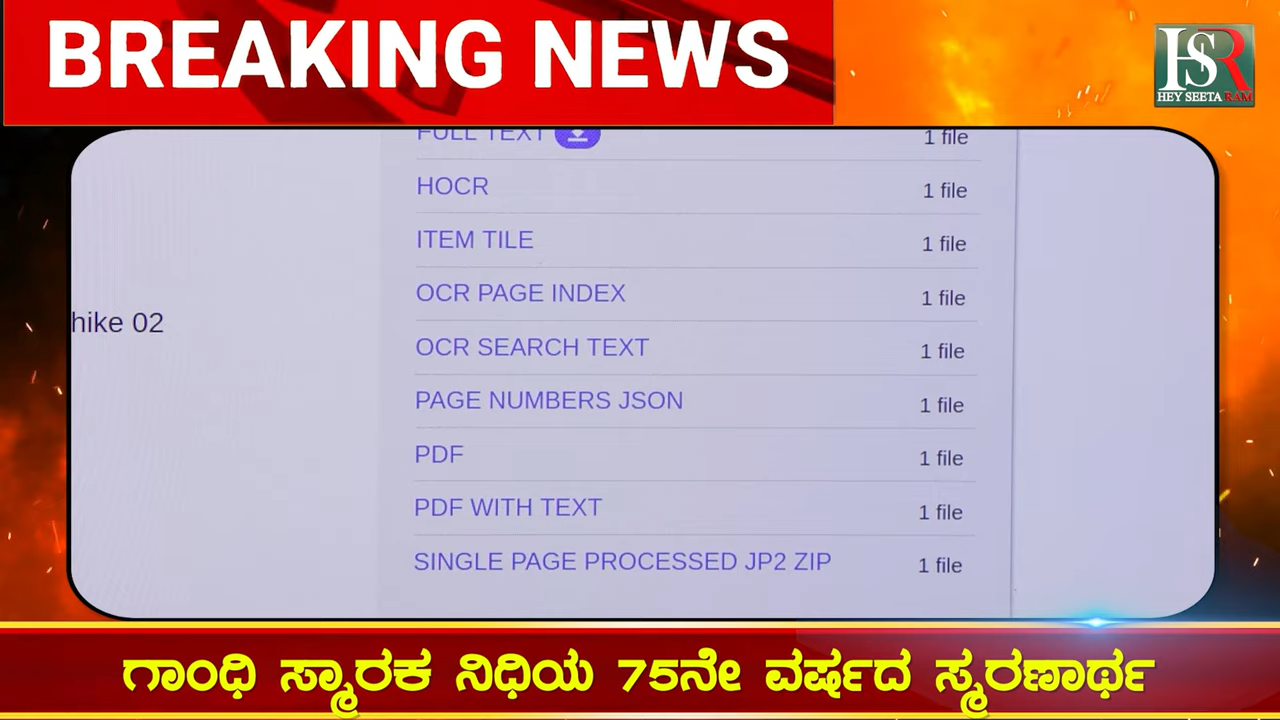 BREAKING NEWS
HSR
HEY SEETA RAM
FULL TEXT 1 file
HOCR 1 file
ITEM TILE 1 file
OCR PAGE INDEX 1 file
hike 02
OCR SEARCH TEXT 1 file
PAGE NUMBERS JSON 1 file
PDF 1 file
PDF WITH TEXT 1 file
SINGLE PAGE PROCESSED JP2 ZIP 1 file
ಗಾಂಧಿ ಸ್ಮಾರಕ ನಿಧಿಯ 75ನೇ ವರ್ಷದ ಸ್ಮರಣಾರ್ಥ